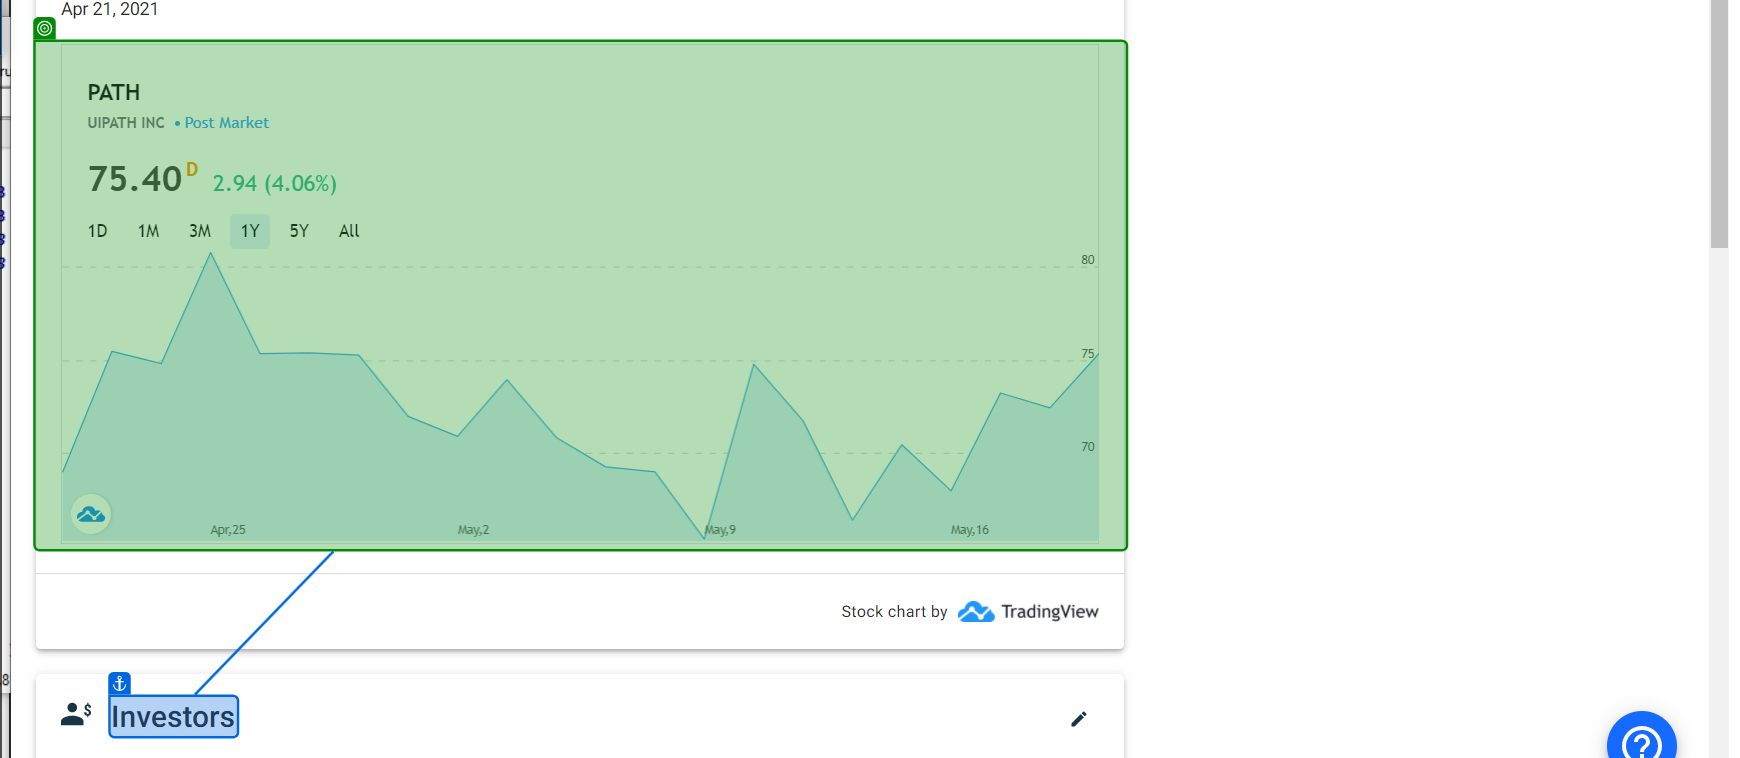 Apr 21, 2021
PATH
UIPATH INC • Post Market
75.40 D 2.94 (4.06%)
1D 1M 3M 1Y 5Y All
80
75
70
Apr,25 May,2 May,9 May,16
Stock chart by TradingView
$ Investors
?